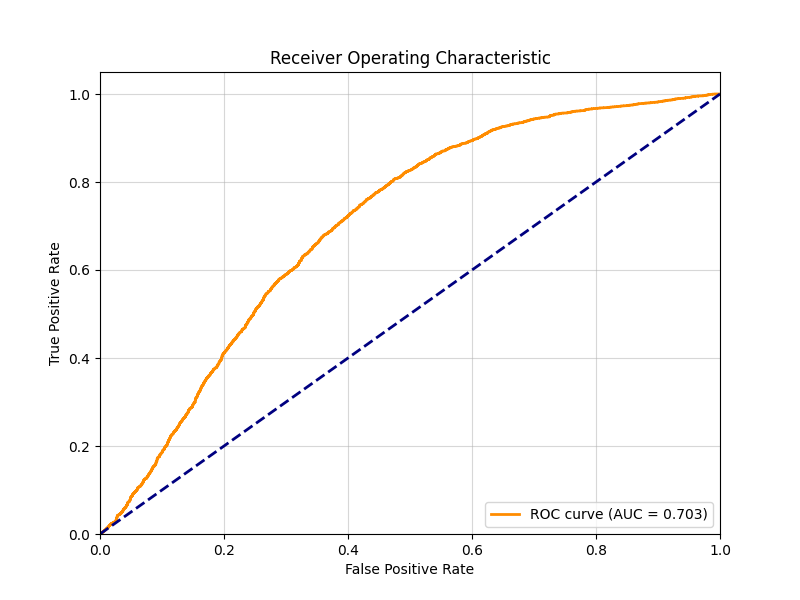 Receiver Operating Characteristic
True Positive Rate
1.0
0.8
0.6
0.4
0.2
0.0
ROC curve (AUC = 0.703)
0.0 0.2 0.4 0.6 0.8 1.0
False Positive Rate